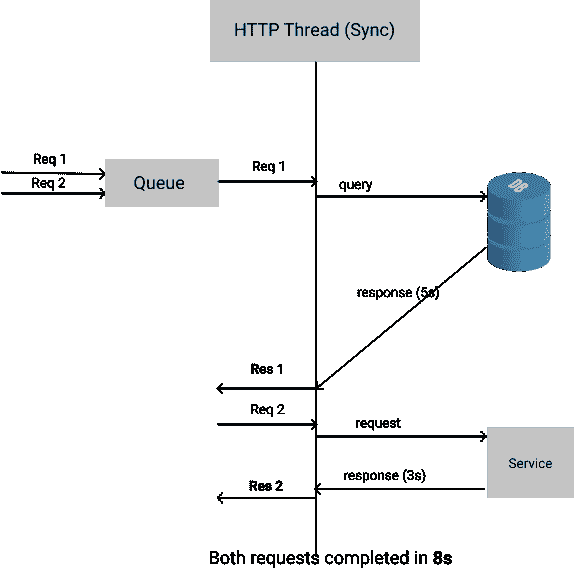 HTTP Thread (Sync)
Req 1
Req 2
Queue
Req 1
query
DB
response (5s)
Res 1
Req 2
request
Service
response (3s)
Res 2
Both requests completed in 8s